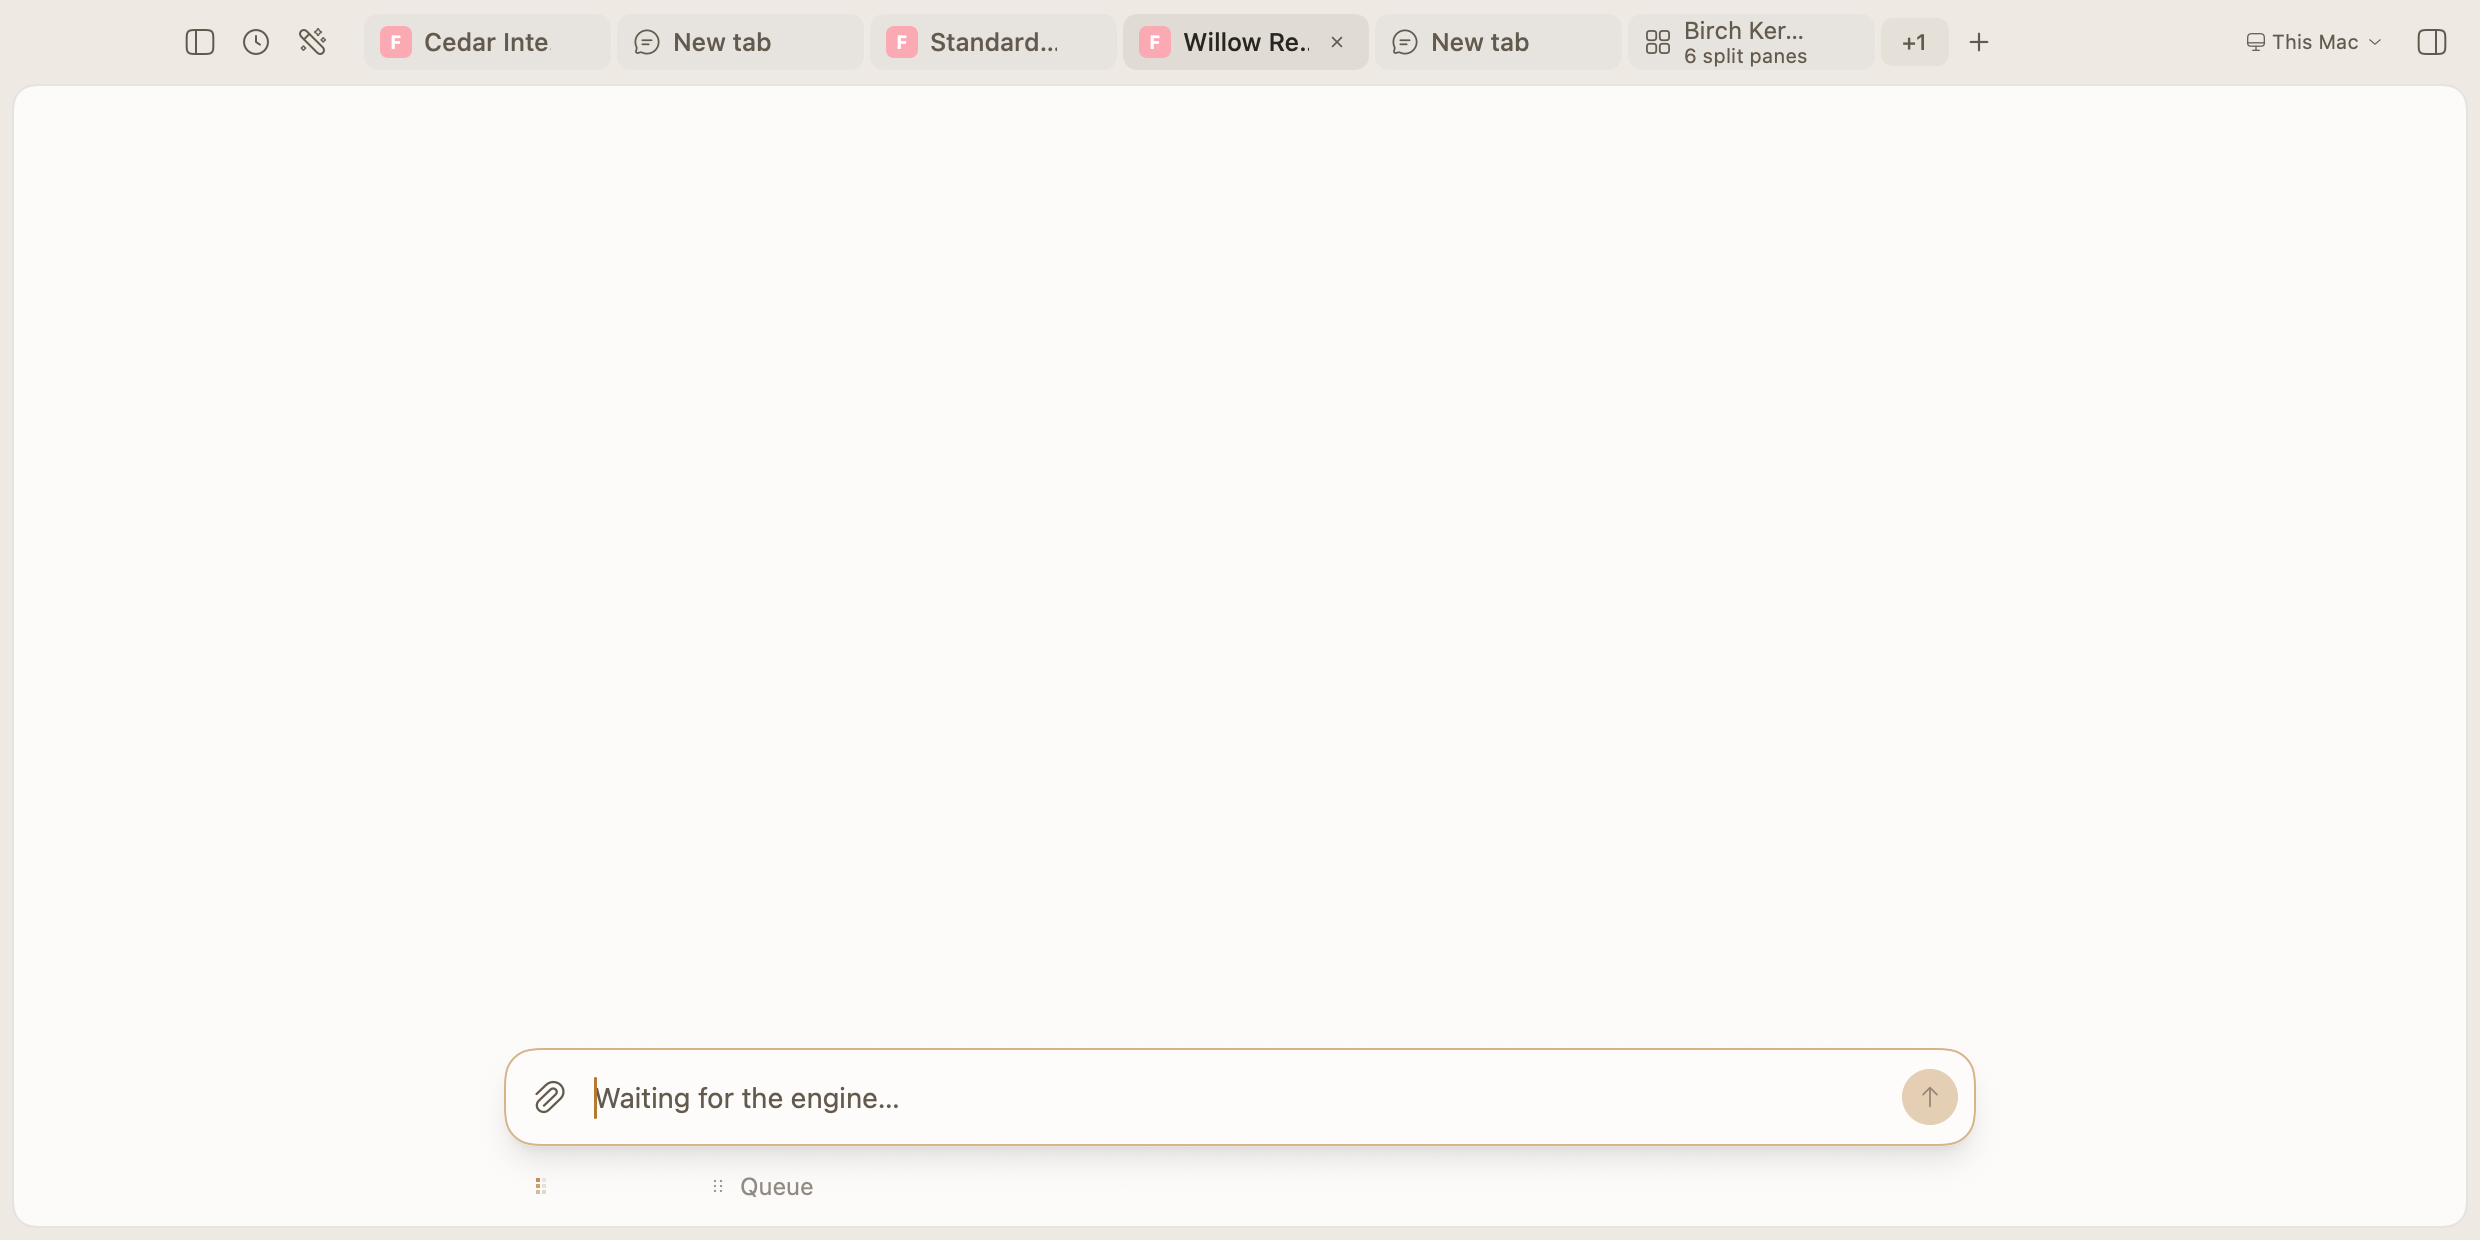 F Cedar Inte
New tab
F Standard...
F Willow Re..
New tab
Birch Ker...
6 split panes
+1
This Mac
Waiting for the engine...
Queue